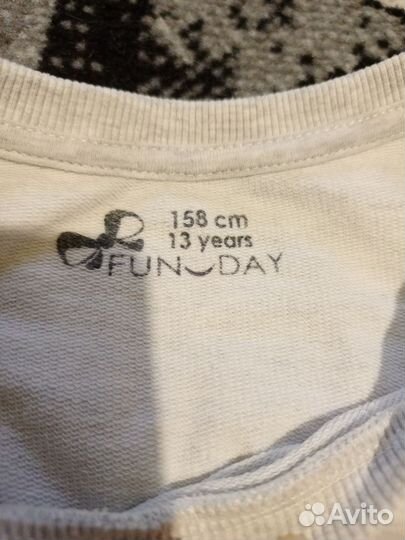 158 cm
13 years
FUN DAY
Avito